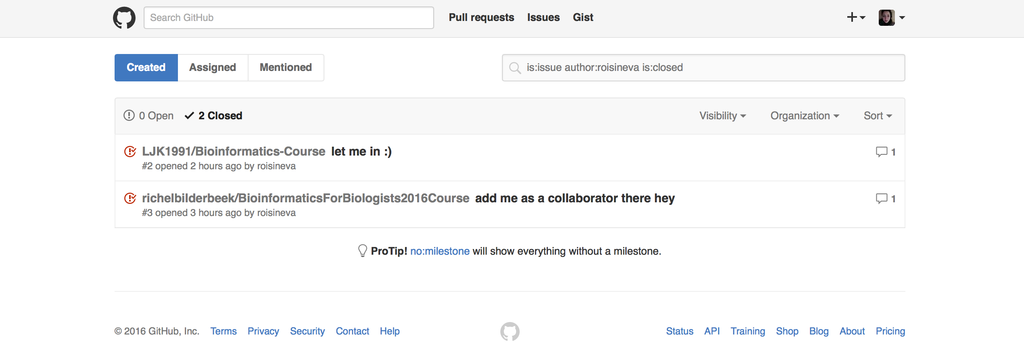 Search GitHub Pull requests Issues Gist
Created Assigned Mentioned is:issue author:roisineva is:closed
0 Open 2 Closed Visibility Organization Sort
LJK1991/Bioinformatics-Course let me in :) 1
#2 opened 2 hours ago by roisineva
richelbilderbeek/BioinformaticsForBiologists2016Course add me as a collaborator there hey 1
#3 opened 3 hours ago by roisineva
ProTip! no:milestone will show everything without a milestone.
© 2016 GitHub, Inc. Terms Privacy Security Contact Help Status API Training Shop Blog About Pricing